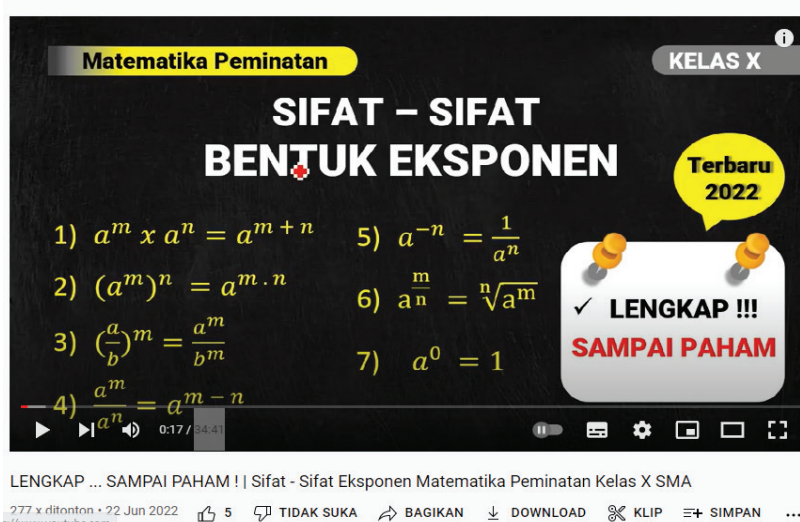 Matematika Peminatan
KELAS X
SIFAT – SIFAT
BENTUK EKSPONEN
Terbaru
2022
1) a^m x a^n = a^{m + n}
2) (a^m)^n = a^{m . n}
3) (a/b)^m = a^m/b^m
4) a^m/a^n = a^{m − n}
5) a^{-n} = 1/a^n
6) a^{m/n} = ⁿ√a^m
7) a^0 = 1
✓ LENGKAP !!!
SAMPAI PAHAM
0:17 / 34:41
LENGKAP ... SAMPAI PAHAM ! | Sifat - Sifat Eksponen Matematika Peminatan Kelas X SMA
277 x ditonton • 22 Jun 2022
5
TIDAK SUKA
BAGIKAN
DOWNLOAD
KLIP
SIMPAN